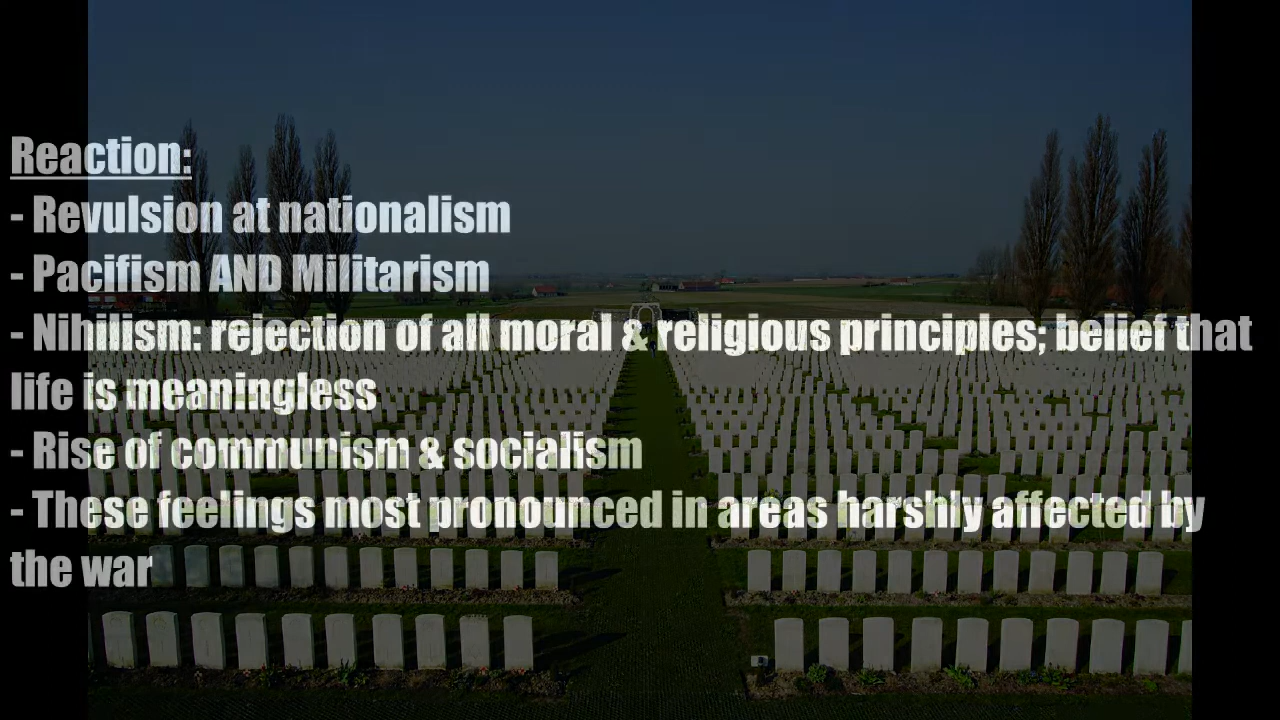 Reaction:
- Revulsion at nationalism
- Pacifism AND Militarism
- Nihilism: rejection of all moral & religious principles; belief that
life is meaningless
- Rise of communism & socialism
- These feelings most pronounced in areas harshly affected by
the war